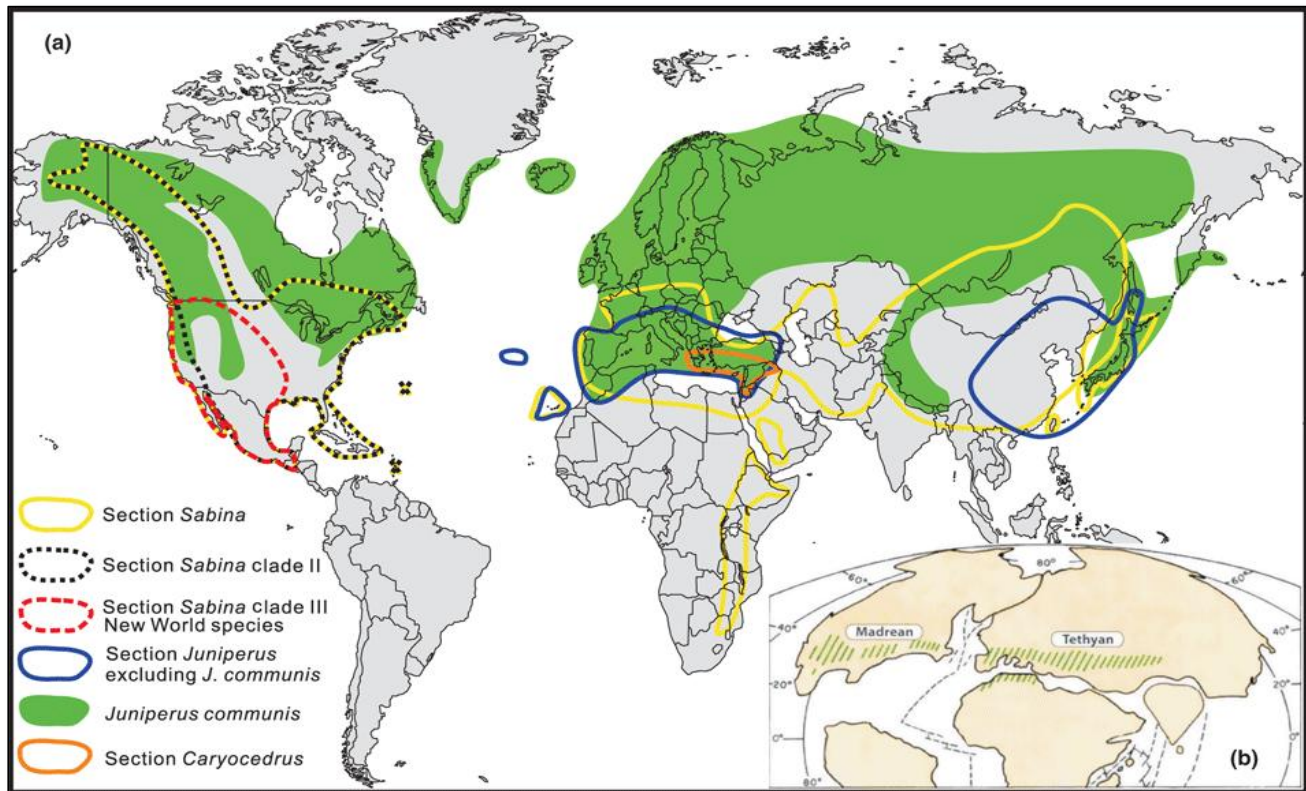 (a)
Section Sabina
Section Sabina clade II
Section Sabina clade III
New World species
Section Juniperus
excluding J. communis
Juniperus communis
Section Caryocedrus
80°
60°
60°
40°
40°
Madrean
Tethyan
20°
20°
0°
0°
80°
(b)